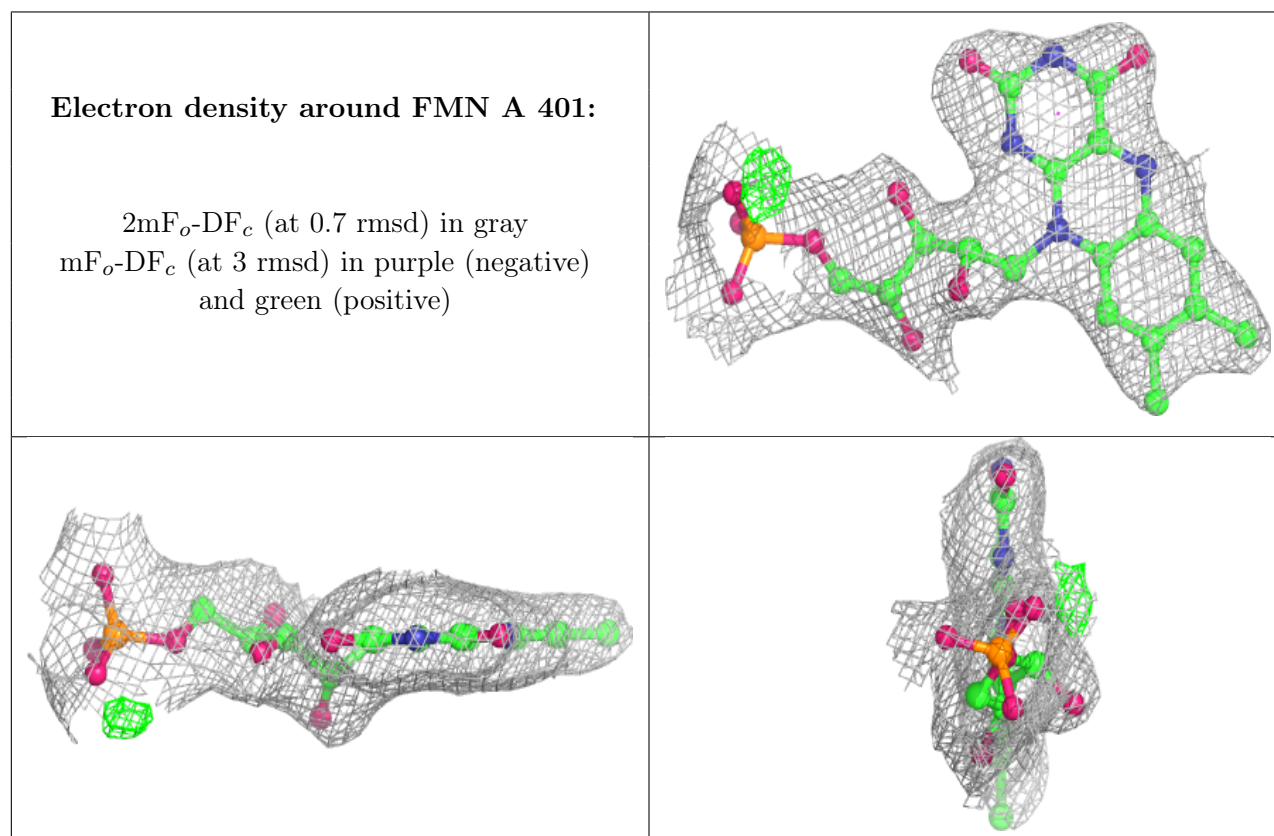 Electron density around FMN A 401:
2mFo-DFc (at 0.7 rmsd) in gray
mFo-DFc (at 3 rmsd) in purple (negative)
and green (positive)